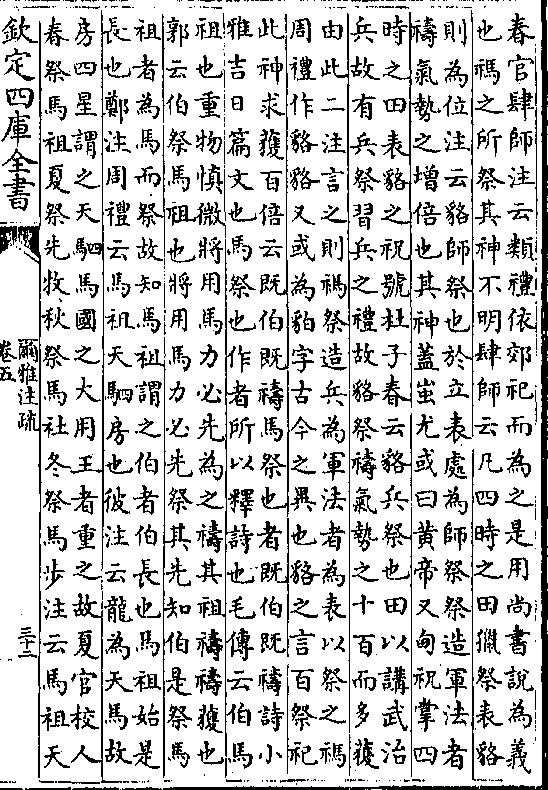 春官肆師注云類禮依郊祀而為之是用尚書說為義
也禡之所祭其神不明肆師云凡四時之田獵祭表貉
則為位注云貉師祭也於立表處為師祭祭造軍法者
禱氣勢之增倍也其神蓋蚩尤或曰黃帝又甸祝掌四
時之田表貉之祝號杜子春云貉兵祭也田以講武治
兵故有兵祭習兵之禮故貉祭禱氣勢之十百而多獲
由此二注言之則禡祭造兵為軍法者為表以祭之禡
周禮作貉貉又或為貊字古今之異也貉之言百祭祀
此神求獲百倍云既伯既禱馬祭也者既伯既禱詩小
雅吉日篇文也馬祭也作者所以釋詩也毛傳云伯馬
祖也重物慎微將用馬力必先為之禱其祖禱禱獲也
郭云伯祭馬祖也將用馬力必先祭其先知伯是祭馬
祖者為馬而祭故知馬祖謂之伯者伯長也馬祖始是
長也鄭注周禮云馬祖天駟房也彼注云龍為天馬故
房四星謂之天駟馬國之大用王者重之故夏官校人
春祭馬祖夏祭先牧秋祭馬社冬祭馬步注云馬祖天
欽定四庫全書
爾雅注疏
卷五
三十二